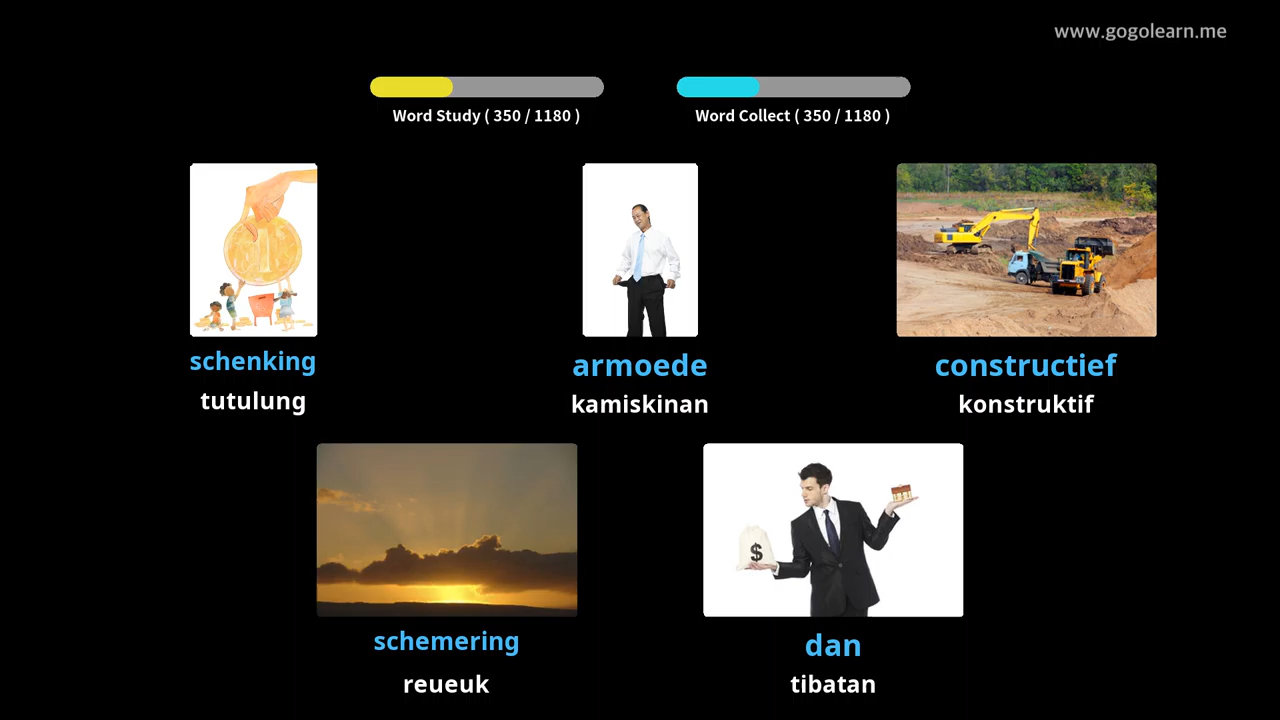 www.gogolearn.me
Word Study ( 350 / 1180 )
Word Collect ( 350 / 1180 )
schenking
tutulung
armoede
kamiskinan
constructief
konstruktif
schemering
reueuk
dan
tibatan